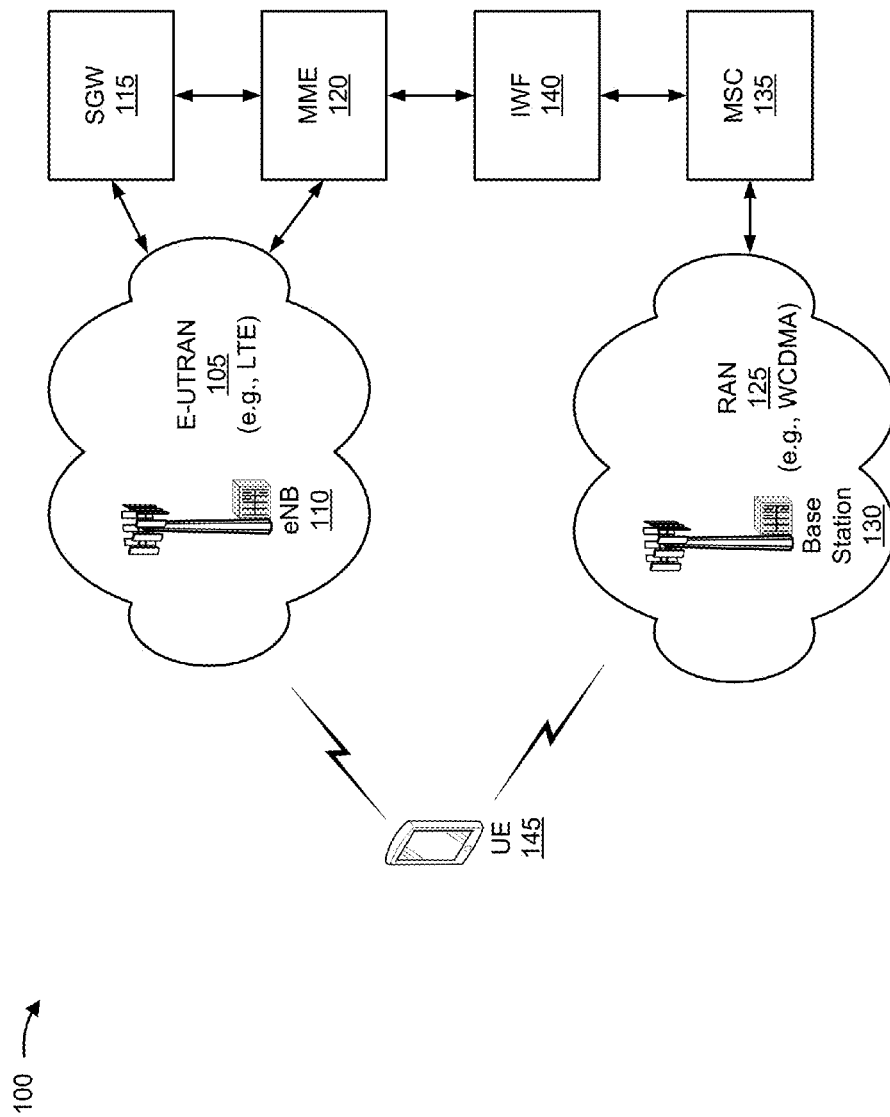 100
UE
145
E-UTRAN
105
(e.g., LTE)
eNB
110
RAN
125
(e.g., WCDMA)
Base
Station
130
SGW
115
MME
120
IWF
140
MSC
135